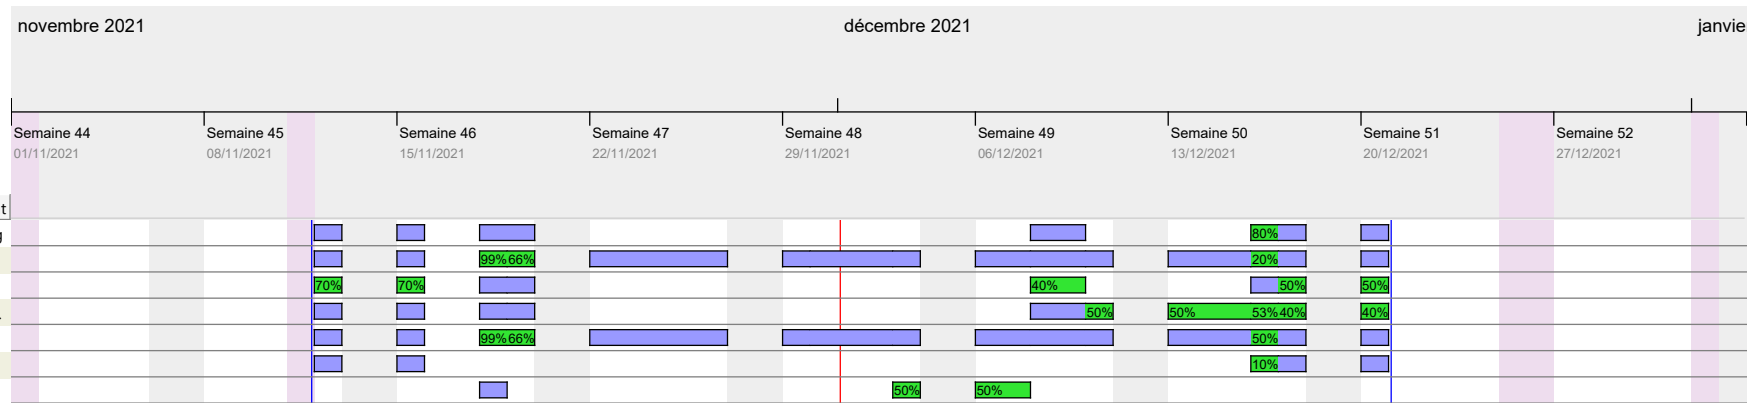 novembre 2021 décembre 2021 janvie
Semaine 44 Semaine 45 Semaine 46 Semaine 47 Semaine 48 Semaine 49 Semaine 50 Semaine 51 Semaine 52
01/11/2021 08/11/2021 15/11/2021 22/11/2021 29/11/2021 06/12/2021 13/12/2021 20/12/2021 27/12/2021
t
g 80%
99% 66% 20%
70% 70% 40% 50% 50%
50% 50% 53% 40% 40%
99% 66% 50%
10%
50% 50%